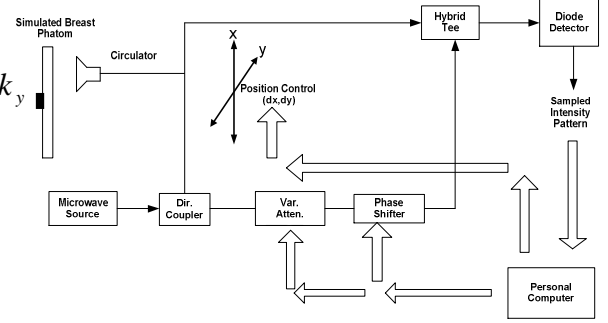 Simulated Breast
Phatom
Circulator
k y
x
y
Position Control
(dx,dy)
Hybrid
Tee
Diode
Detector
Sampled
Intensity
Pattern
Microwave
Source
Dir.
Coupler
Var.
Atten.
Phase
Shifter
Personal
Computer